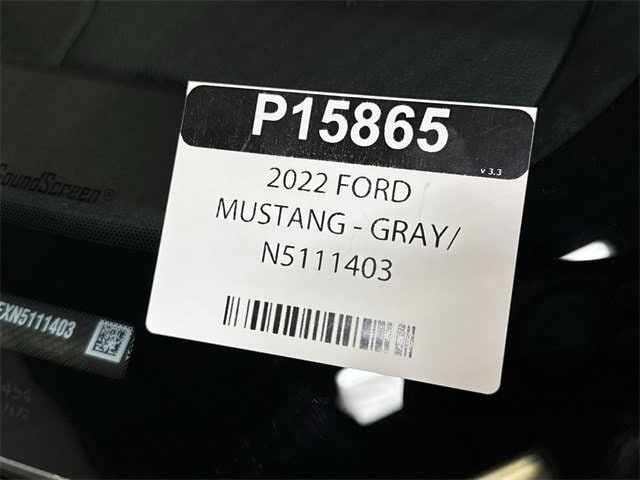 P15865
v 3.3
2022 FORD
MUSTANG - GRAY/
N5111403
SoundScreen®
EXN5111403